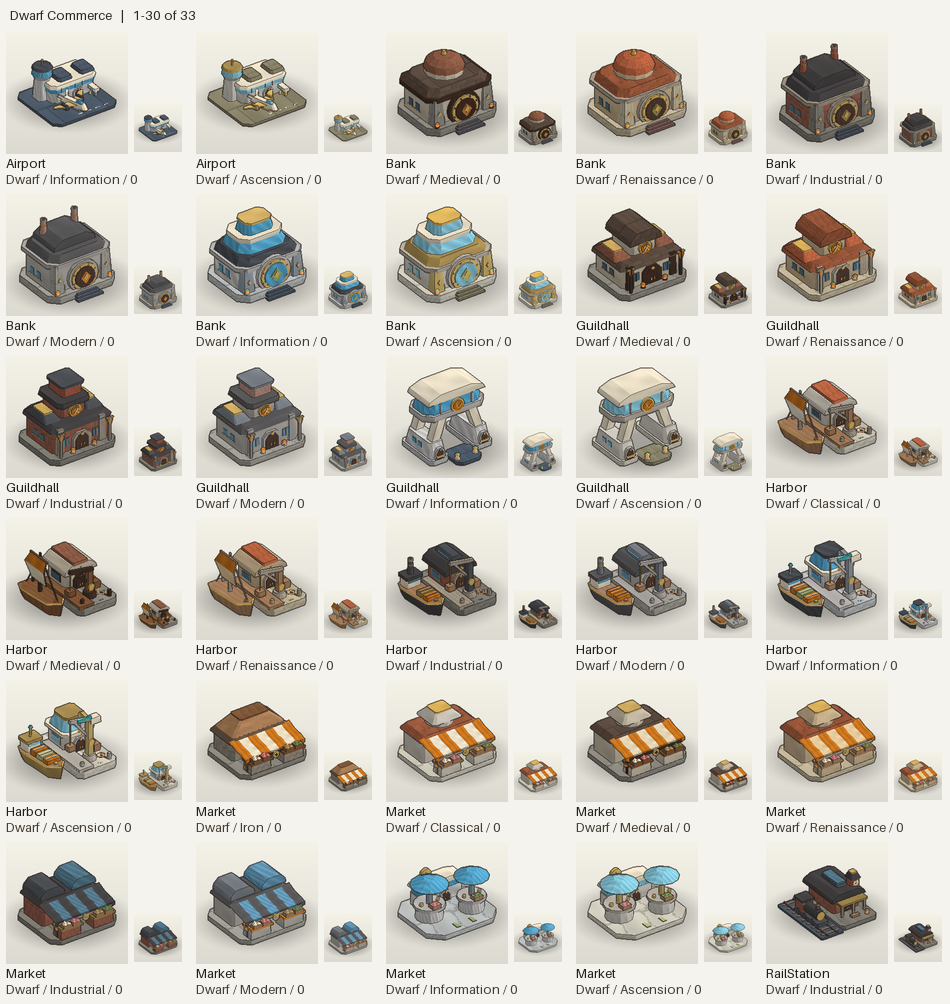 Dwarf Commerce | 1-30 of 33
Airport
Dwarf / Information / 0
Airport
Dwarf / Ascension / 0
Bank
Dwarf / Medieval / 0
Bank
Dwarf / Renaissance / 0
Bank
Dwarf / Industrial / 0
Bank
Dwarf / Modern / 0
Bank
Dwarf / Information / 0
Bank
Dwarf / Ascension / 0
Guildhall
Dwarf / Medieval / 0
Guildhall
Dwarf / Renaissance / 0
Guildhall
Dwarf / Industrial / 0
Guildhall
Dwarf / Modern / 0
Guildhall
Dwarf / Information / 0
Guildhall
Dwarf / Ascension / 0
Harbor
Dwarf / Classical / 0
Harbor
Dwarf / Medieval / 0
Harbor
Dwarf / Renaissance / 0
Harbor
Dwarf / Industrial / 0
Harbor
Dwarf / Modern / 0
Harbor
Dwarf / Information / 0
Harbor
Dwarf / Ascension / 0
Market
Dwarf / Iron / 0
Market
Dwarf / Classical / 0
Market
Dwarf / Medieval / 0
Market
Dwarf / Renaissance / 0
Market
Dwarf / Industrial / 0
Market
Dwarf / Modern / 0
Market
Dwarf / Information / 0
Market
Dwarf / Ascension / 0
RailStation
Dwarf / Industrial / 0